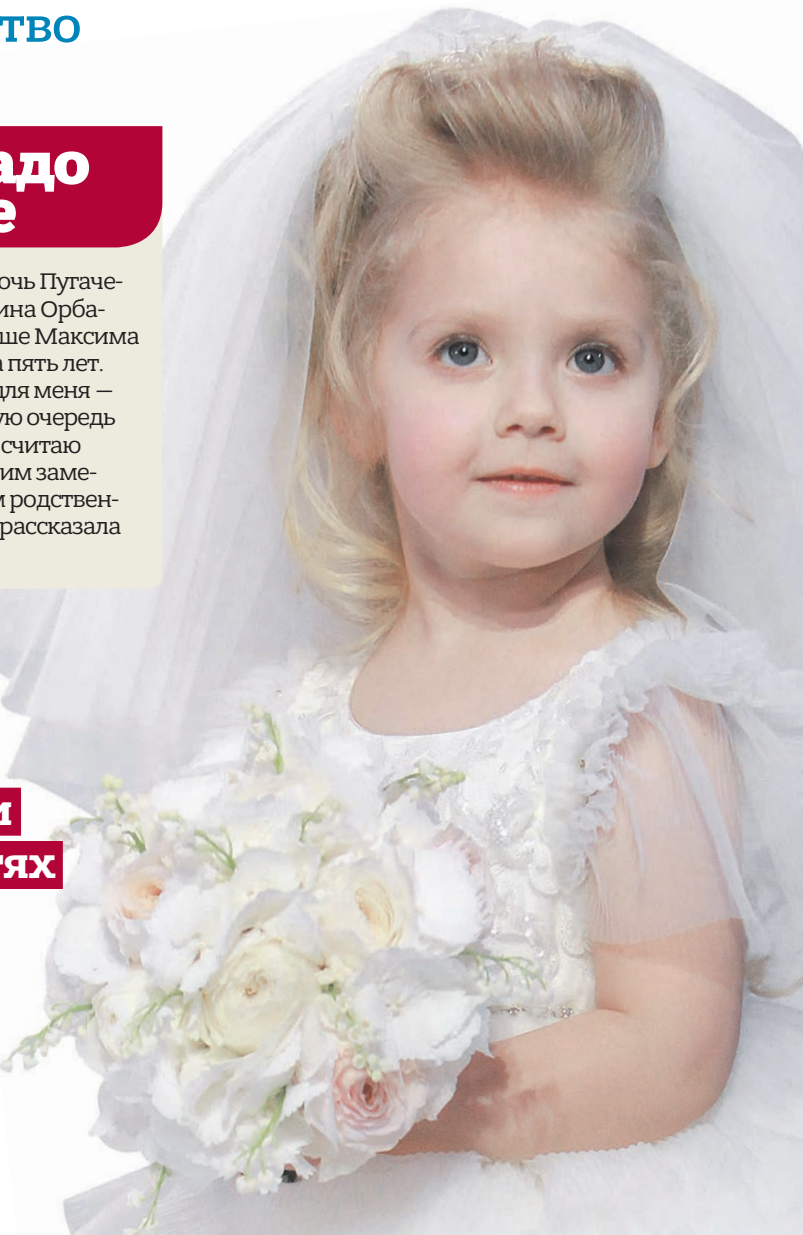 тво
адо
е
очь Пугаче-
ина Орба-
ше Максима
а пять лет.
для меня —
ую очередь
считаю
им заме-
м родствен-
рассказала
и
тях